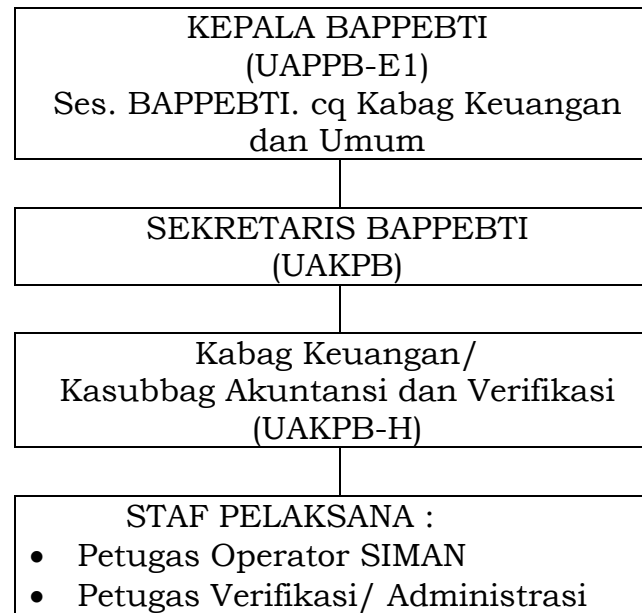 KEPALA BAPPEBTI
(UAPPB-E1)
Ses. BAPPEBTI. cq Kabag Keuangan
dan Umum
SEKRETARIS BAPPEBTI
(UAKPB)
Kabag Keuangan/
Kasubbag Akuntansi dan Verifikasi
(UAKPB-H)
STAF PELAKSANA :
• Petugas Operator SIMAN
• Petugas Verifikasi/ Administrasi